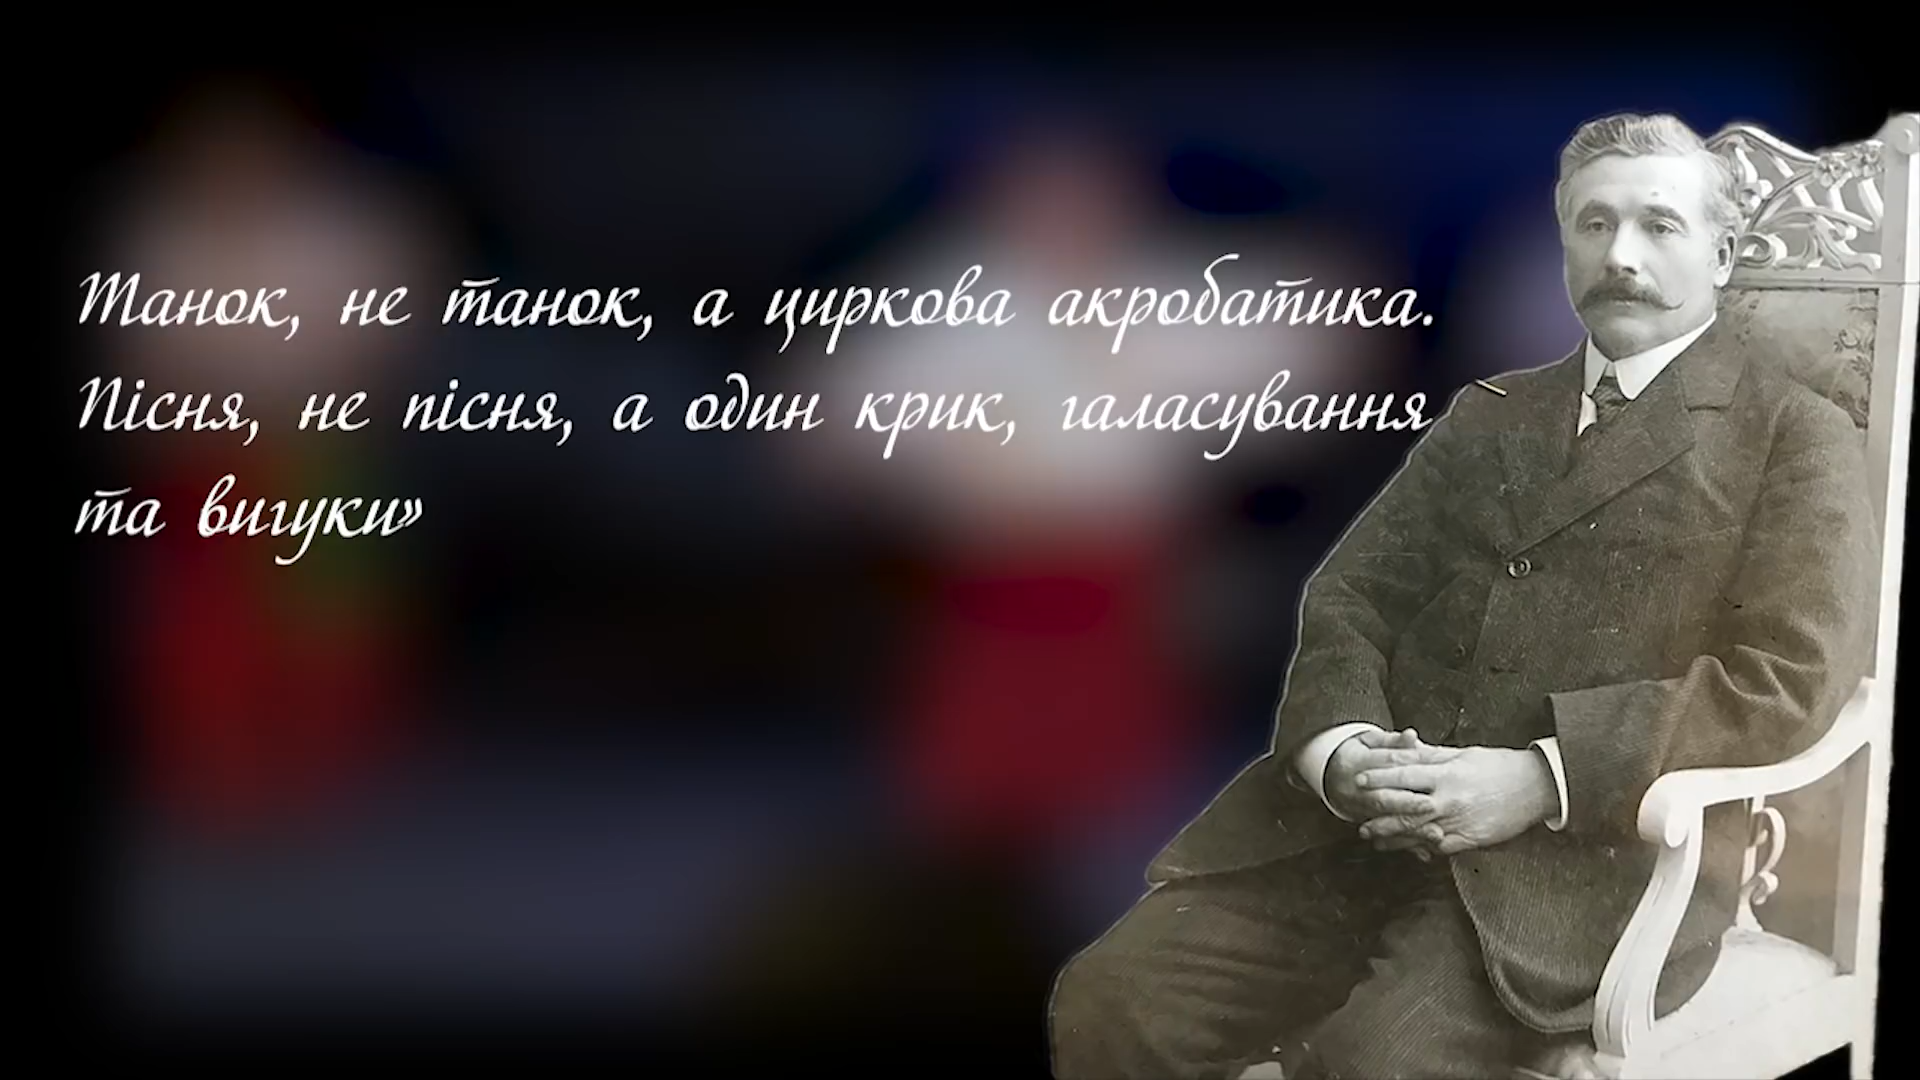 Танок, не танок, а циркова акробатика.
Пісня, не пісня, а один крик, галасування
та вигуки»